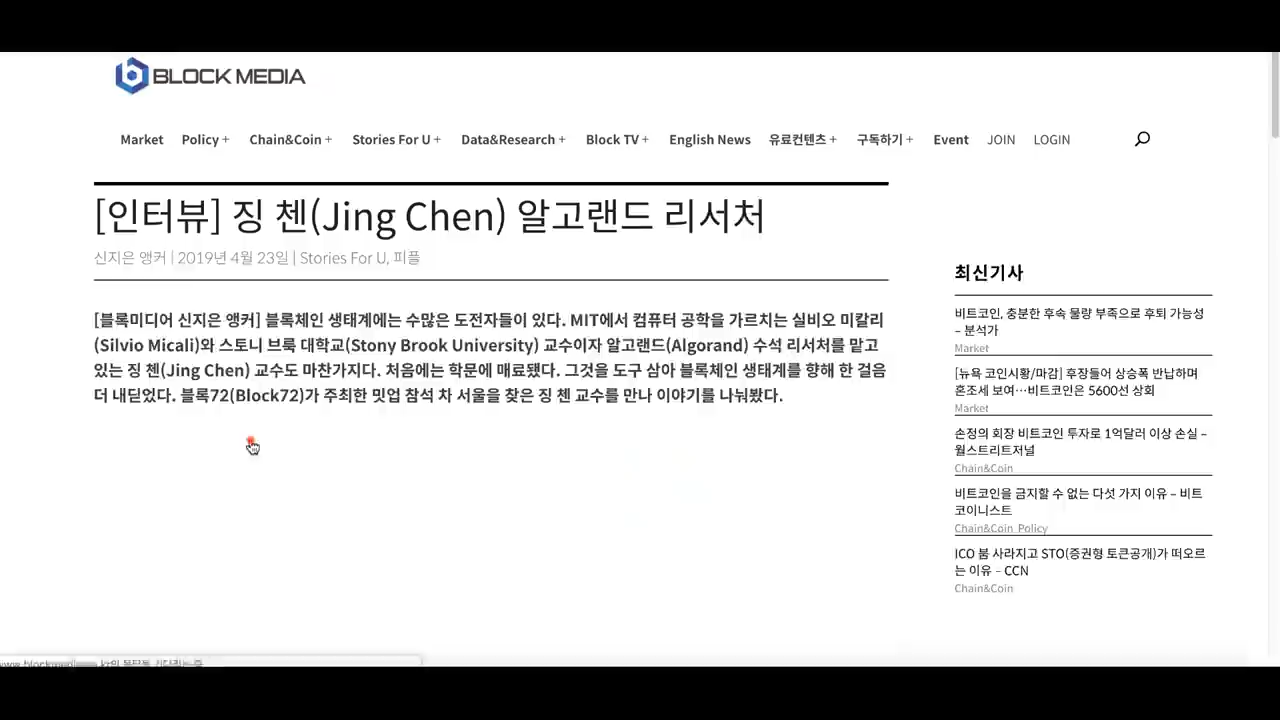 BLOCK MEDIA
Market Policy + Chain&Coin + Stories For U + Data&Research + Block TV + English News 유료컨텐츠 + 구독하기 + Event JOIN LOGIN
[인터뷰] 징 첸(Jing Chen) 알고랜드 리서처
신지은 앵커 | 2019년 4월 23일 | Stories For U, 피플
[블록미디어 신지은 앵커] 블록체인 생태계에는 수많은 도전자들이 있다. MIT에서 컴퓨터 공학을 가르치는 실비오 미칼리
(Silvio Micali)와 스토니 브룩 대학교(Stony Brook University) 교수이자 알고랜드(Algorand) 수석 리서처를 맡고
있는 징 첸(Jing Chen) 교수도 마찬가지다. 처음에는 학문에 매료됐다. 그것을 도구 삼아 블록체인 생태계를 향해 한 걸음
더 내딛었다. 블록72(Block72)가 주최한 밋업 참석 차 서울을 찾은 징 첸 교수를 만나 이야기를 나눠봤다.
최신기사
비트코인, 충분한 후속 물량 부족으로 후퇴 가능성
– 분석가
Market
[뉴욕 코인시황/마감] 후장들어 상승폭 반납하며
혼조세 보여…비트코인은 5600선 상회
Market
손정의 회장 비트코인 투자로 1억달러 이상 손실 –
월스트리트저널
Chain&Coin
비트코인을 금지할 수 없는 다섯 가지 이유 – 비트
코이니스트
Chain&Coin Policy
ICO 붐 사라지고 STO(증권형 토큰공개)가 떠오르
는 이유 – CCN
Chain&Coin